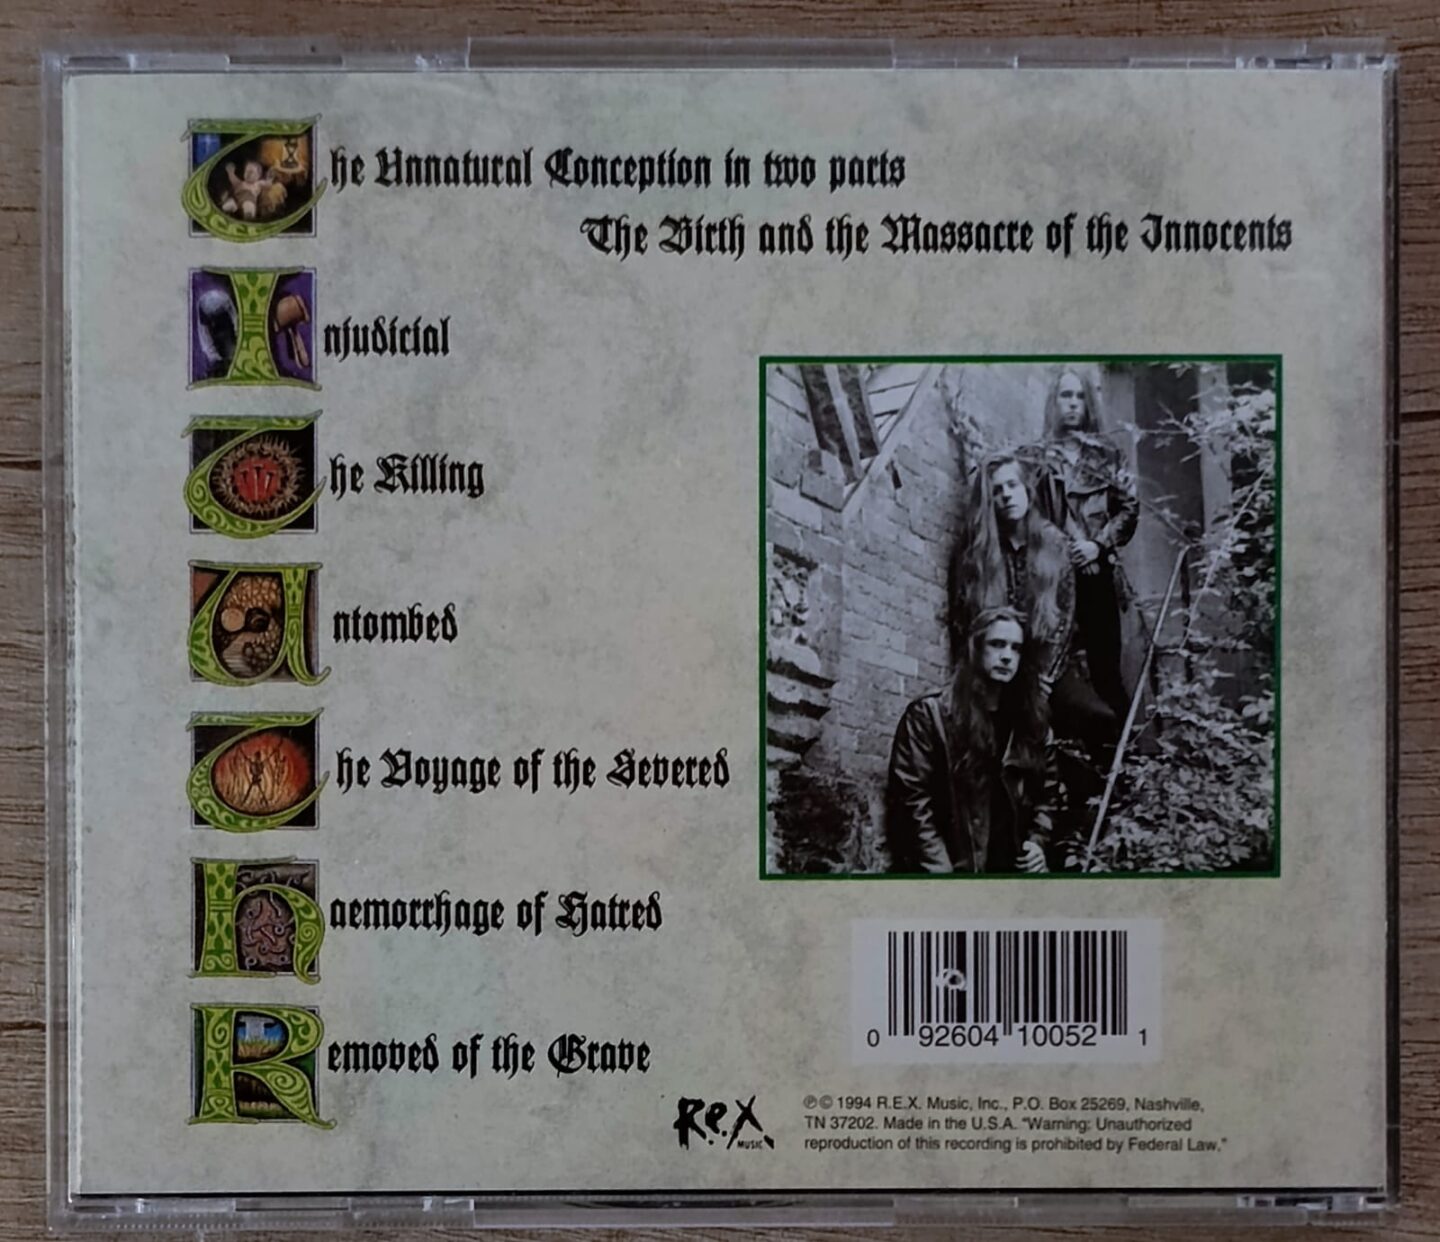 The Unnatural Conception in two parts
The Birth and the Massacre of the Innocents
Injudicial
The Killing
Untombed
The Voyage of the Severed
haemorrhage of Hatred
Removed of the Grave
0 92604 10052 1
R.e.X.
MUSIC
℗© 1994 R.E.X. Music, Inc., P.O. Box 25269, Nashville,
TN 37202. Made in the U.S.A. "Warning: Unauthorized
reproduction of this recording is prohibited by Federal Law."